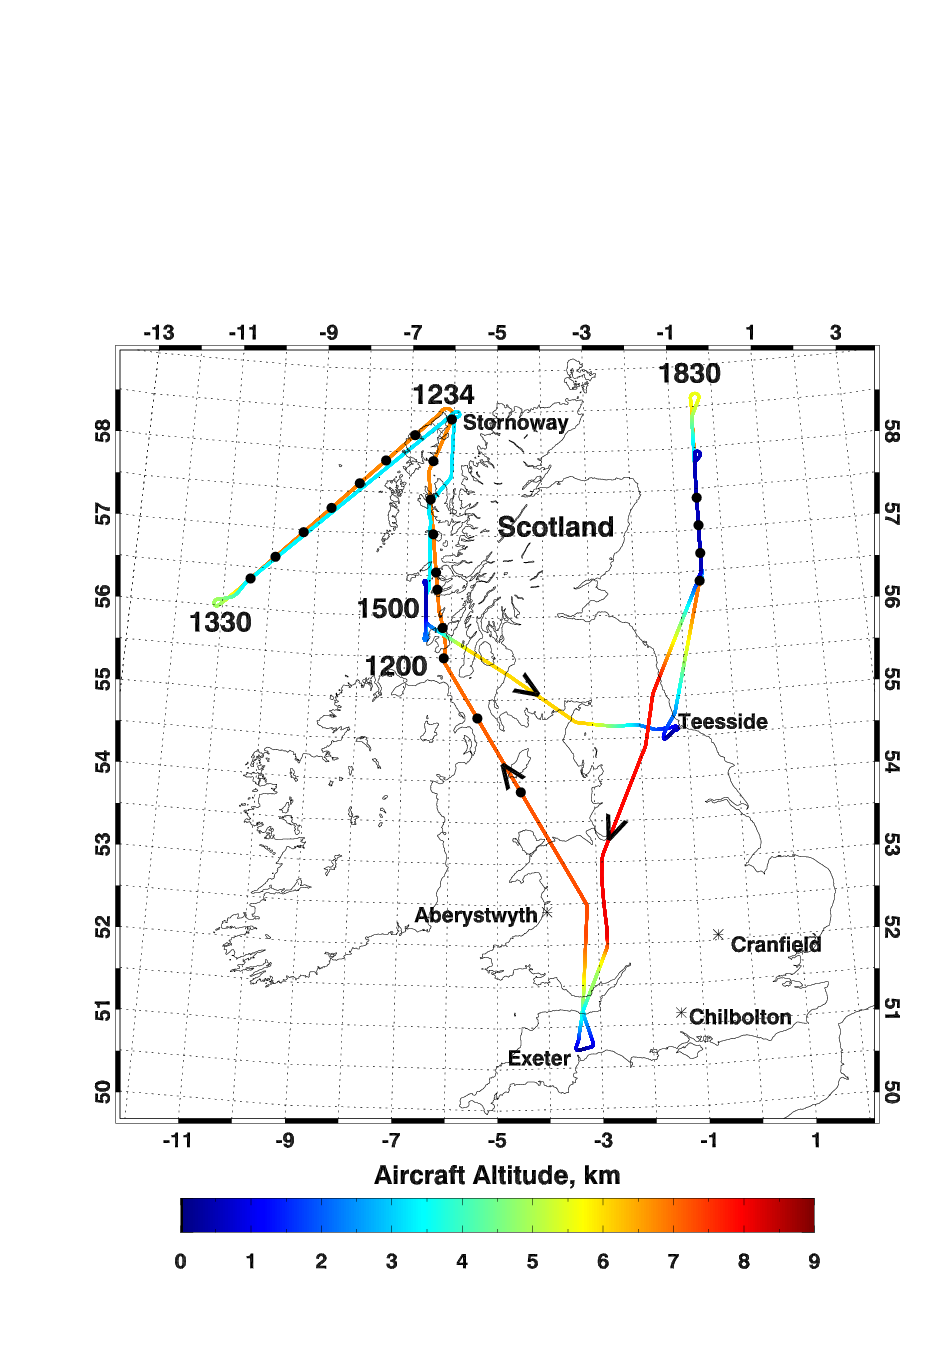 -13 -11 -9 -7 -5 -3 -1 1 3
1830
1234
Stornoway
58 58
57 57
Scotland
56 56
1500
1330
1200
55 55
Teesside
54 54
53 53
Aberystwyth
52 52
Cranfield
51 51
Chilbolton
Exeter
50 50
-11 -9 -7 -5 -3 -1 1
Aircraft Altitude, km
0 1 2 3 4 5 6 7 8 9